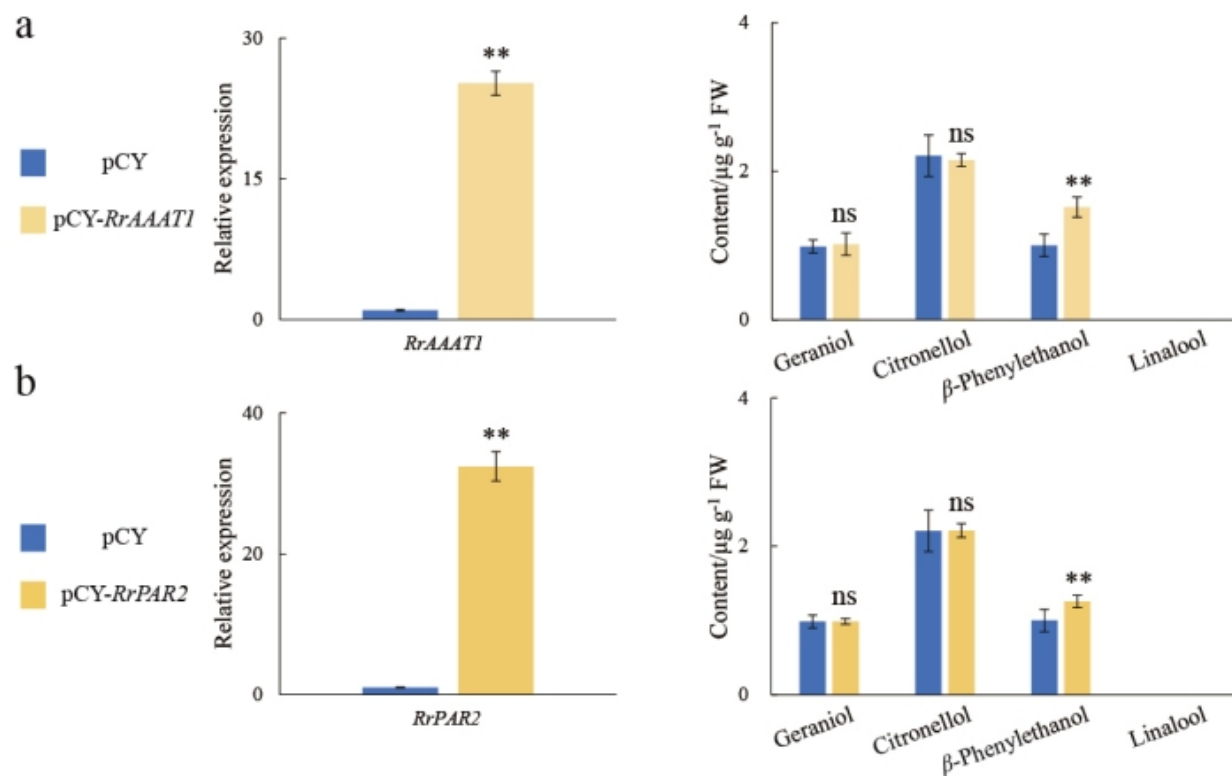 a
pCY
pCY-RrAAAT1
Relative expression
30
15
0
**
RrAAAT1
Content/μg g⁻¹ FW
4
2
0
ns
ns
**
Geraniol
Citronellol
β-Phenylethanol
Linalool
b
pCY
pCY-RrPAR2
Relative expression
40
20
0
**
RrPAR2
Content/μg g⁻¹ FW
4
2
0
ns
ns
**
Geraniol
Citronellol
β-Phenylethanol
Linalool